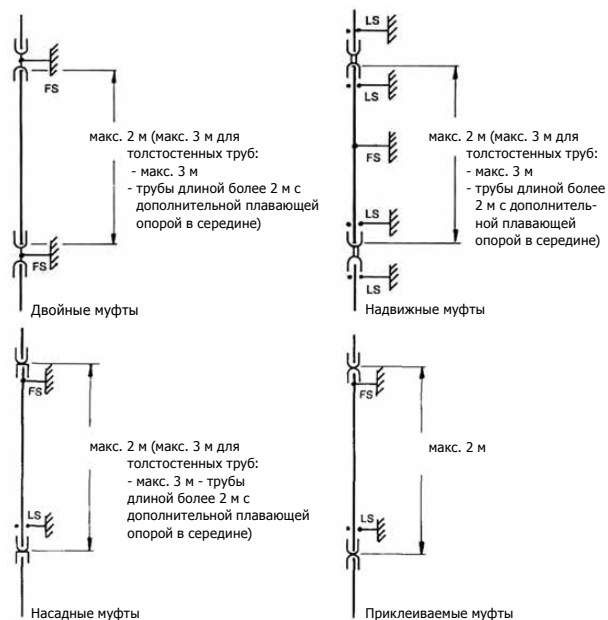 FS
макс. 2 м (макс. 3 м для
толстостенных труб:
- макс. 3 м
- трубы длиной более 2 м с
дополнительной плавающей
опорой в середине)
FS
Двойные муфты
LS
LS
FS
макс. 2 м (макс. 3 м для
толстостенных труб:
- макс. 3 м
- трубы длиной более
2 м с дополнитель-
ной плавающей
опорой в середине)
LS
LS
Надвижные муфты
FS
макс. 2 м (макс. 3 м для
толстостенных труб:
- макс. 3 м - трубы
длиной более 2 м с
дополнительной плавающей
опорой в середине)
LS
Насадные муфты
FS
макс. 2 м
LS
Приклеиваемые муфты